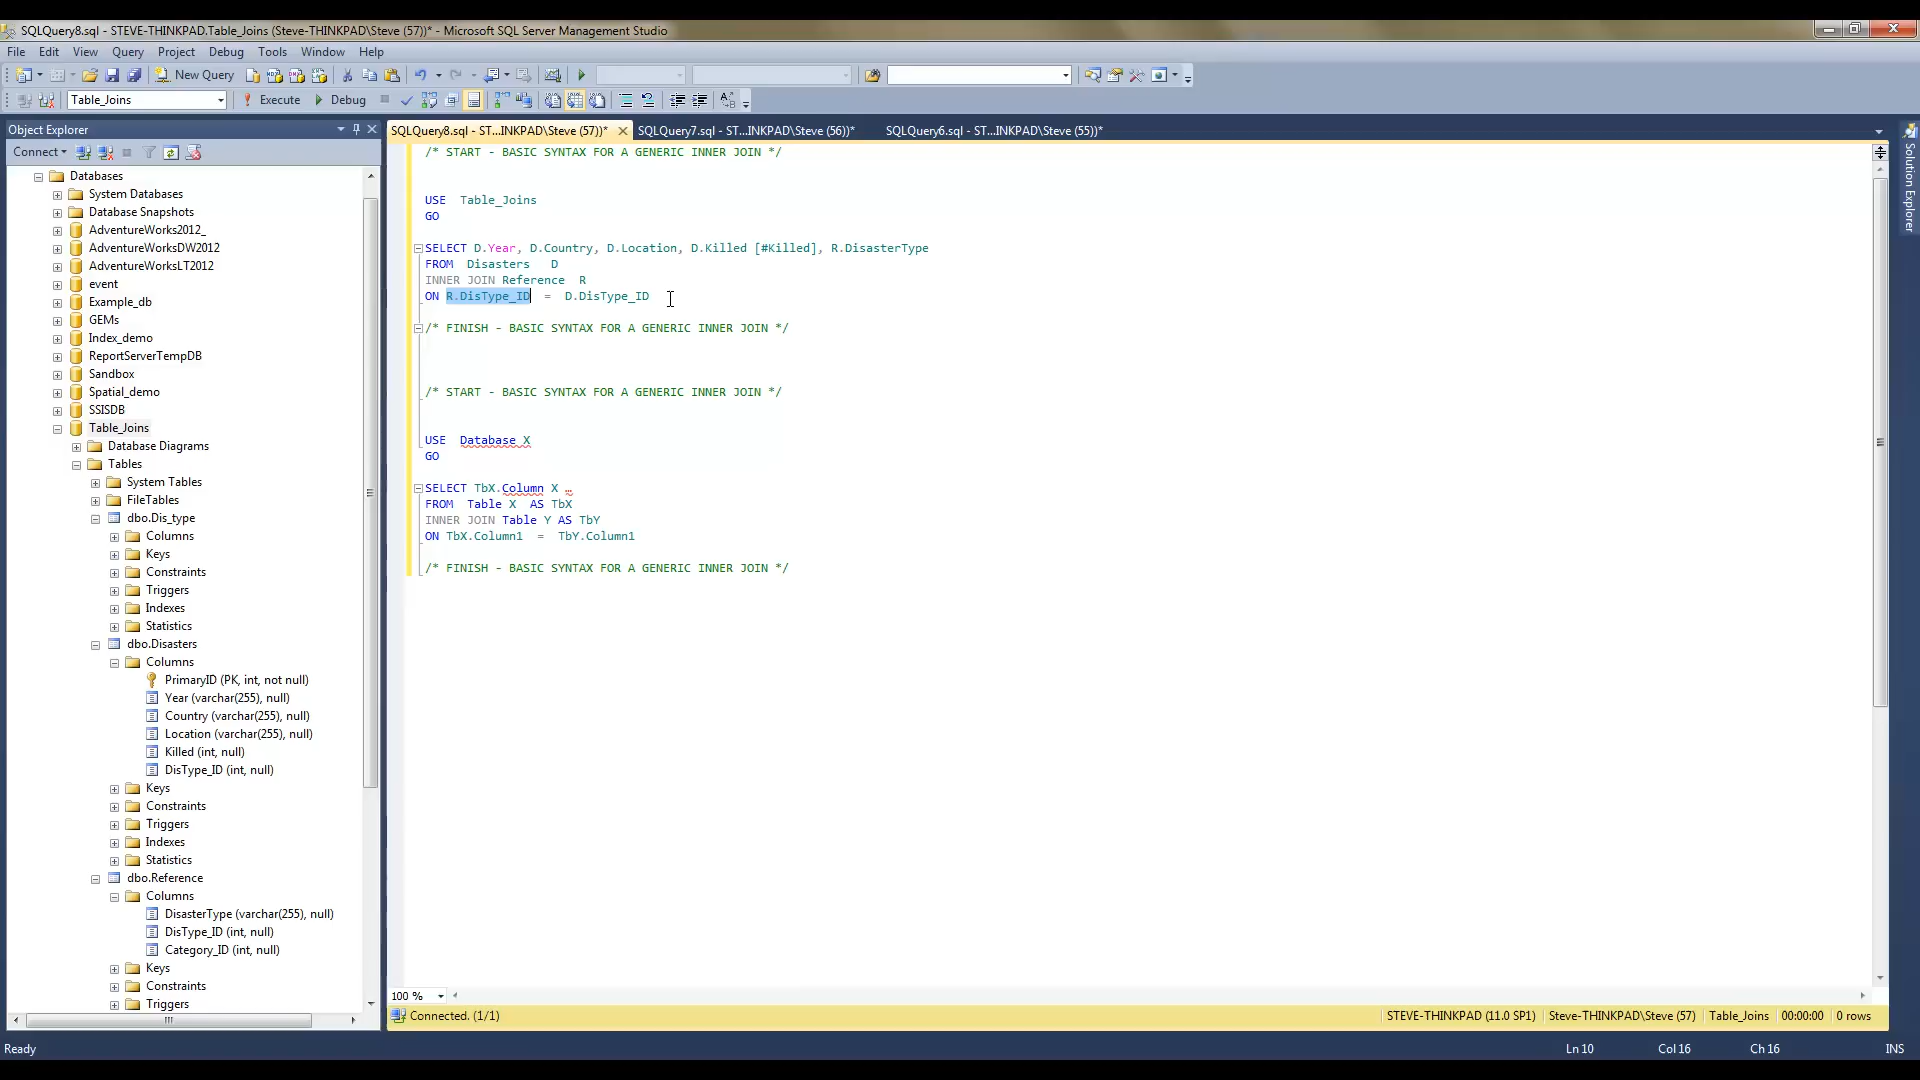 SQLQuery8.sql - STEVE-THINKPAD.Table_Joins (Steve-THINKPAD\Steve (57))* - Microsoft SQL Server Management Studio
File Edit View Query Project Debug Tools Window Help
New Query
Table_Joins Execute Debug
Object Explorer
Connect
Databases
System Databases
Database Snapshots
AdventureWorks2012_
AdventureWorksDW2012
AdventureWorksLT2012
event
Example_db
GEMs
Index_demo
ReportServerTempDB
Sandbox
Spatial_demo
SSISDB
Table_Joins
Database Diagrams
Tables
System Tables
FileTables
dbo.Dis_type
Columns
Keys
Constraints
Triggers
Indexes
Statistics
dbo.Disasters
Columns
PrimaryID (PK, int, not null)
Year (varchar(255), null)
Country (varchar(255), null)
Location (varchar(255), null)
Killed (int, null)
DisType_ID (int, null)
Keys
Constraints
Triggers
Indexes
Statistics
dbo.Reference
Columns
DisasterType (varchar(255), null)
DisType_ID (int, null)
Category_ID (int, null)
Keys
Constraints
Triggers
SQLQuery8.sql - ST...INKPAD\Steve (57))* SQLQuery7.sql - ST...INKPAD\Steve (56))* SQLQuery6.sql - ST...INKPAD\Steve (55))*
/* START - BASIC SYNTAX FOR A GENERIC INNER JOIN */
USE Table_Joins
GO
SELECT D.Year, D.Country, D.Location, D.Killed [#Killed], R.DisasterType
FROM Disasters D
INNER JOIN Reference R
ON R.DisType_ID = D.DisType_ID
/* FINISH - BASIC SYNTAX FOR A GENERIC INNER JOIN */
/* START - BASIC SYNTAX FOR A GENERIC INNER JOIN */
USE Database X
GO
SELECT TbX.Column X …
FROM Table X AS TbX
INNER JOIN Table Y AS TbY
ON TbX.Column1 = TbY.Column1
/* FINISH - BASIC SYNTAX FOR A GENERIC INNER JOIN */
Solution Explorer
100 %
Connected. (1/1) STEVE-THINKPAD (11.0 SP1) Steve-THINKPAD\Steve (57) Table_Joins 00:00:00 0 rows
Ready Ln 10 Col 16 Ch 16 INS